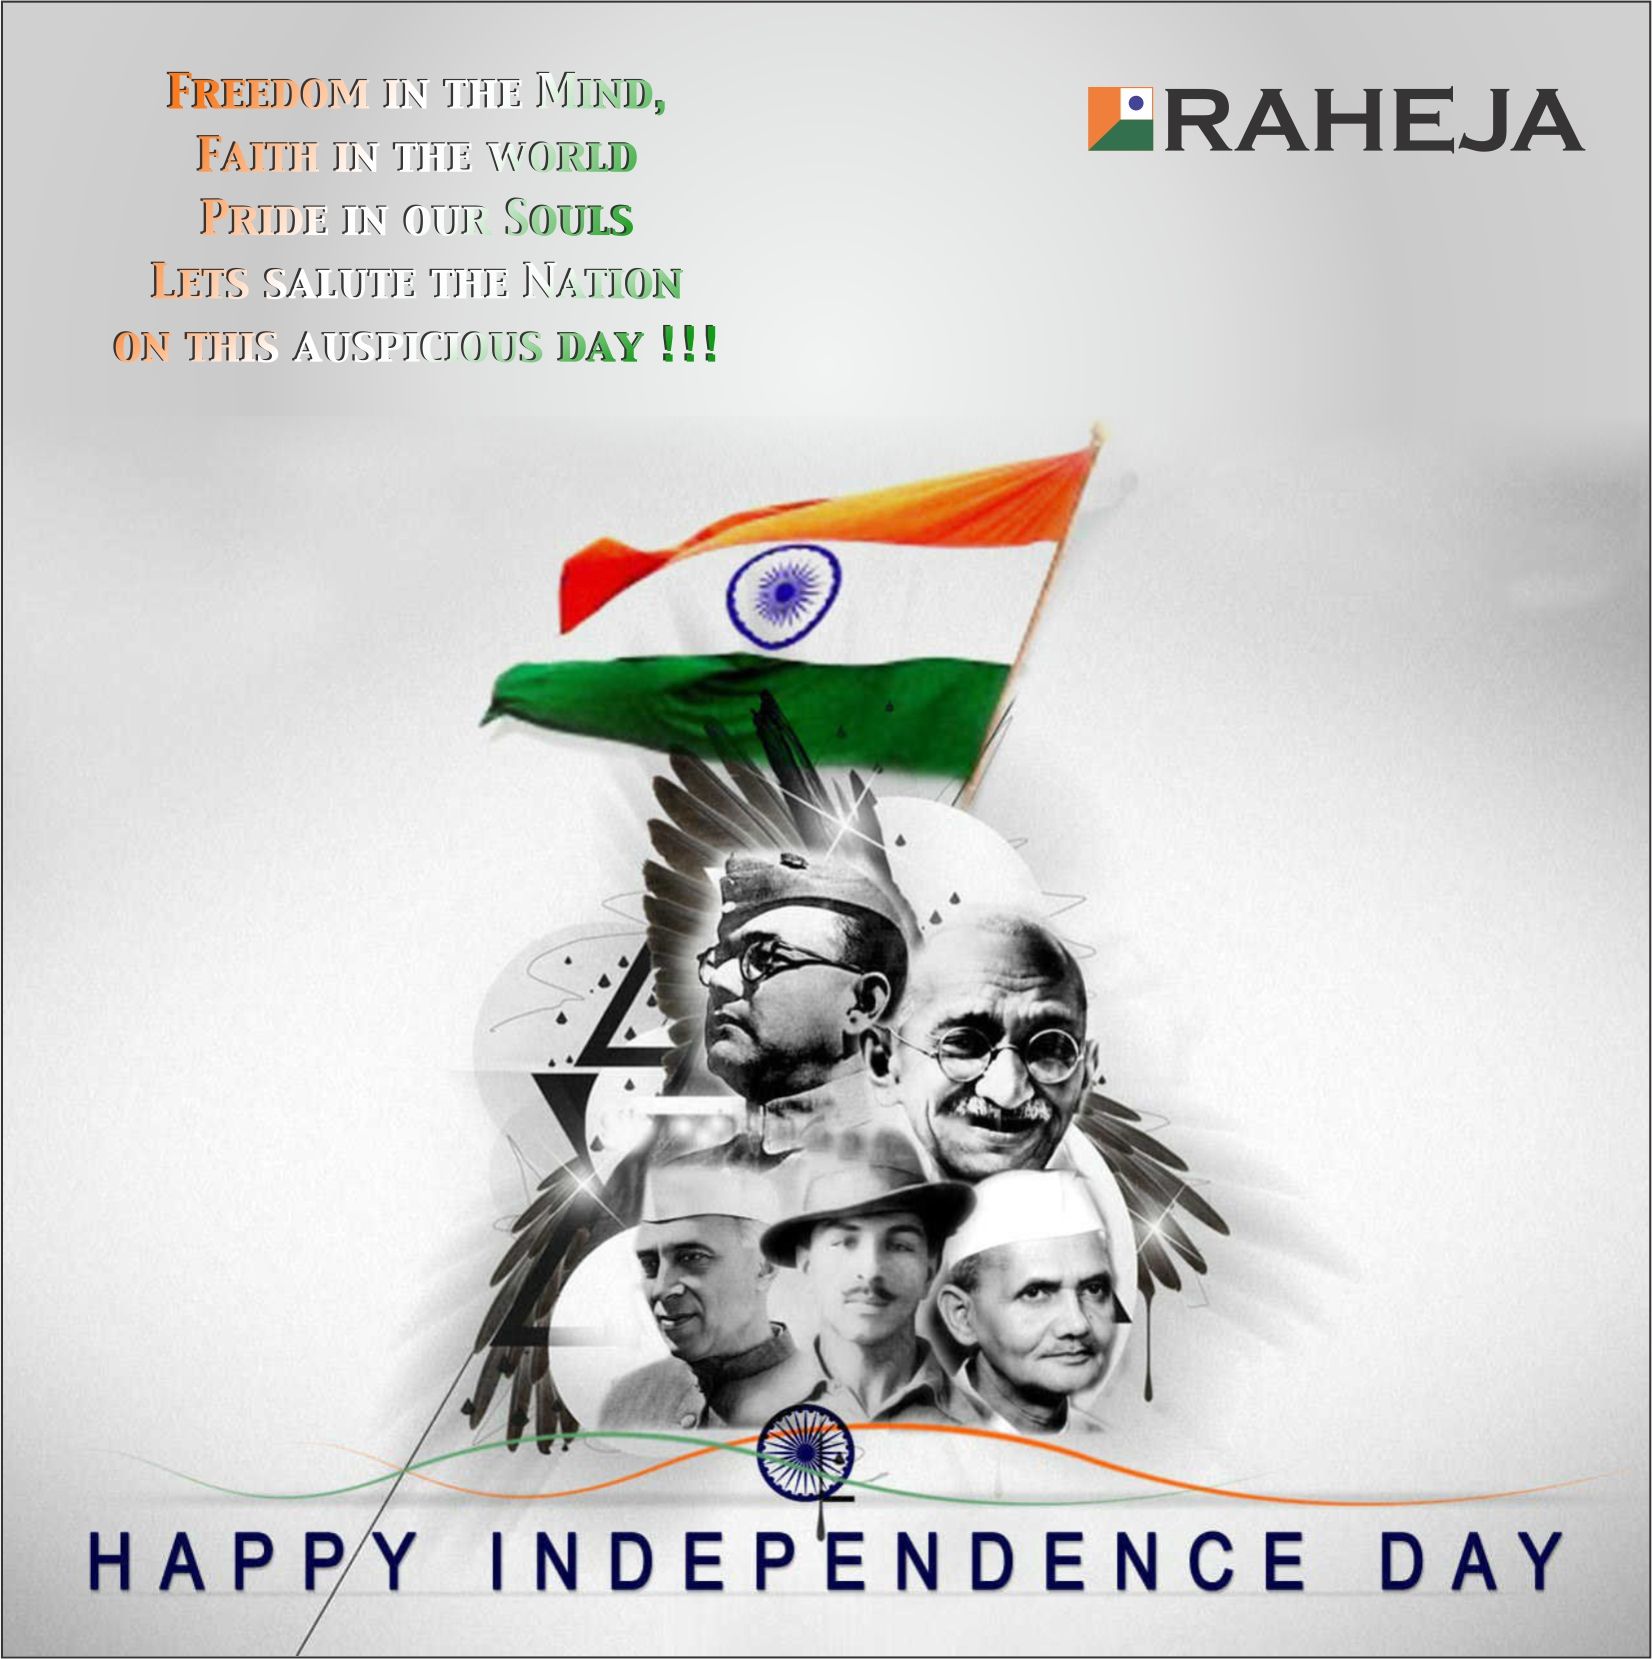 Freedom in the Mind,
Faith in the world
Pride in our Souls
Lets salute the Nation
on this auspicious day !!!
RAHEJA
HAPPY INDEPENDENCE DAY